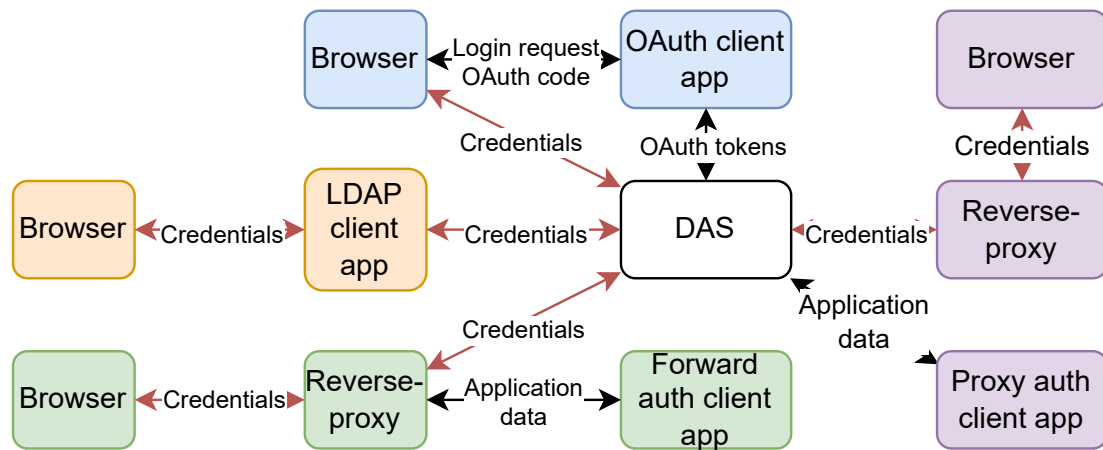 Browser
Login request
OAuth code
OAuth client
app
Browser
Credentials
OAuth tokens
Credentials
Browser
Credentials
LDAP
client
app
Credentials
DAS
Credentials
Reverse-
proxy
Credentials
Application
data
Browser
Credentials
Reverse-
proxy
Application
data
Forward
auth client
app
Proxy auth
client app